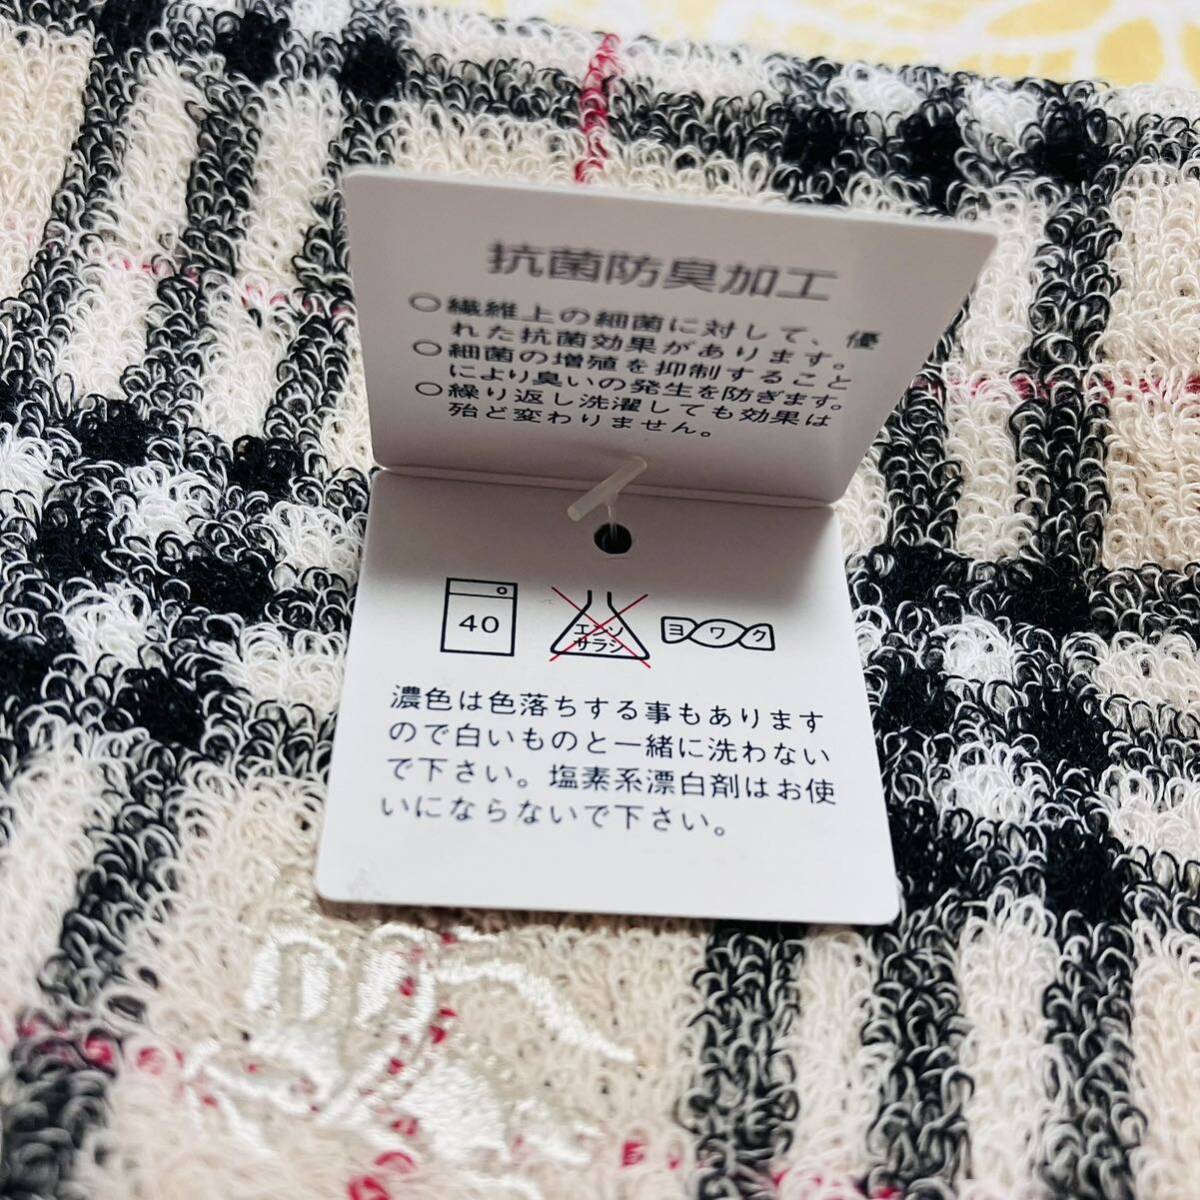 抗菌防臭加工
○繊維上の細菌に対して、優
れた抗菌効果があります。
○細菌の増殖を抑制すること
により臭いの発生を防ぎます。
○繰り返し洗濯しても効果は
殆ど変わりません。
40
エンソ
サラシ
ヨワク
濃色は色落ちする事もあります
ので白いものと一緒に洗わない
で下さい。塩素系漂白剤はお使
いにならないで下さい。